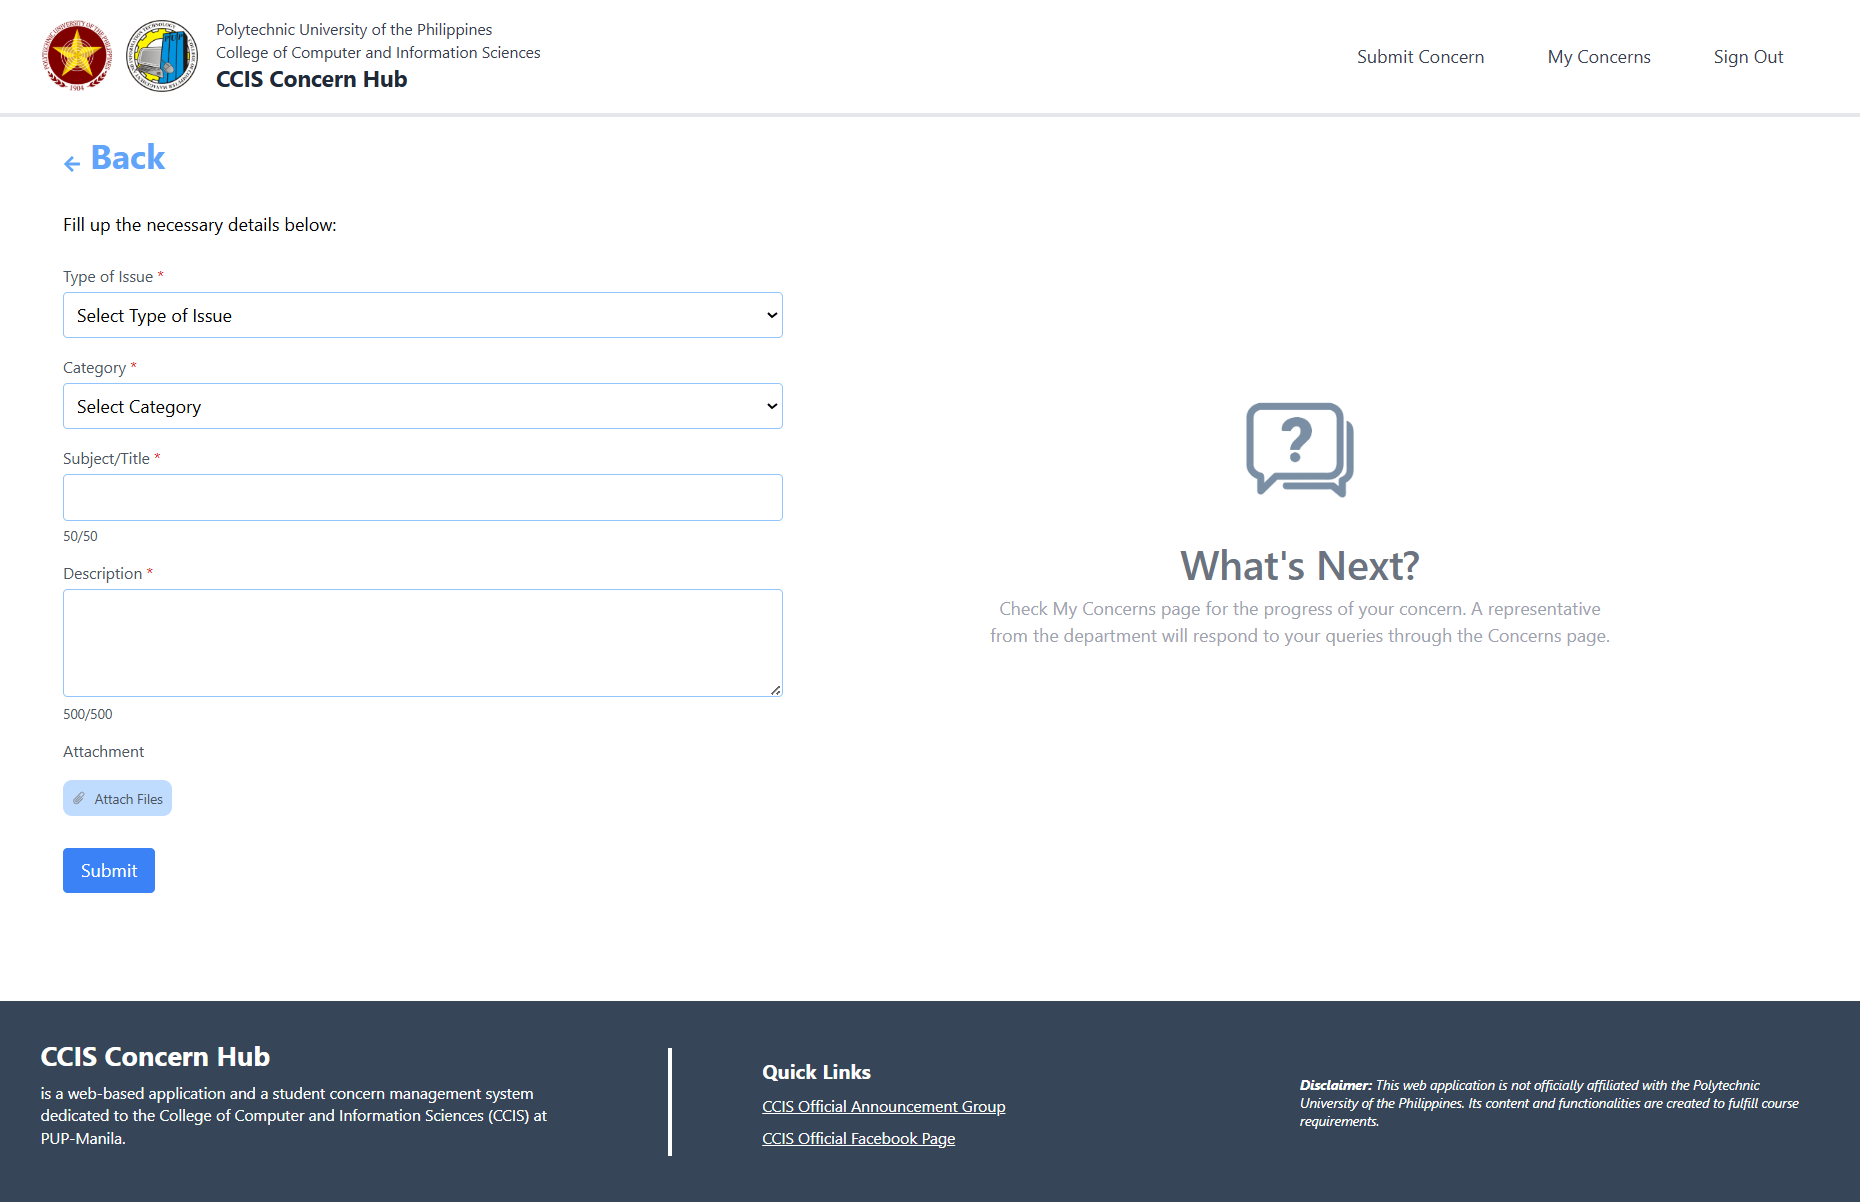 Polytechnic University of the Philippines
College of Computer and Information Sciences
CCIS Concern Hub
Submit Concern
My Concerns
Sign Out
← Back
Fill up the necessary details below:
Type of Issue *
Select Type of Issue
Category *
Select Category
Subject/Title *
50/50
Description *
500/500
Attachment
Attach Files
Submit
?
What's Next?
Check My Concerns page for the progress of your concern. A representative
from the department will respond to your queries through the Concerns page.
CCIS Concern Hub
is a web-based application and a student concern management system
dedicated to the College of Computer and Information Sciences (CCIS) at
PUP-Manila.
Quick Links
CCIS Official Announcement Group
CCIS Official Facebook Page
Disclaimer: This web application is not officially affiliated with the Polytechnic
University of the Philippines. Its content and functionalities are created to fulfill course
requirements.